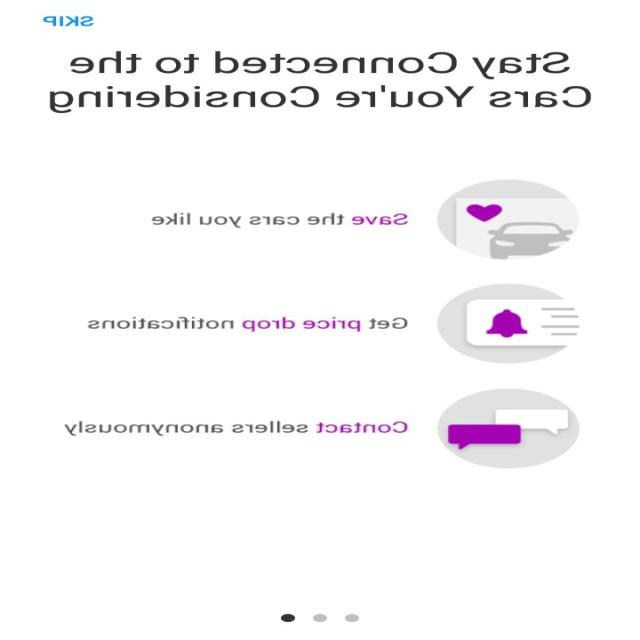 SKIP
Stay Connected to the
Cars You're Considering
Save the cars you like
Get price drop notifications
Contact sellers anonymously